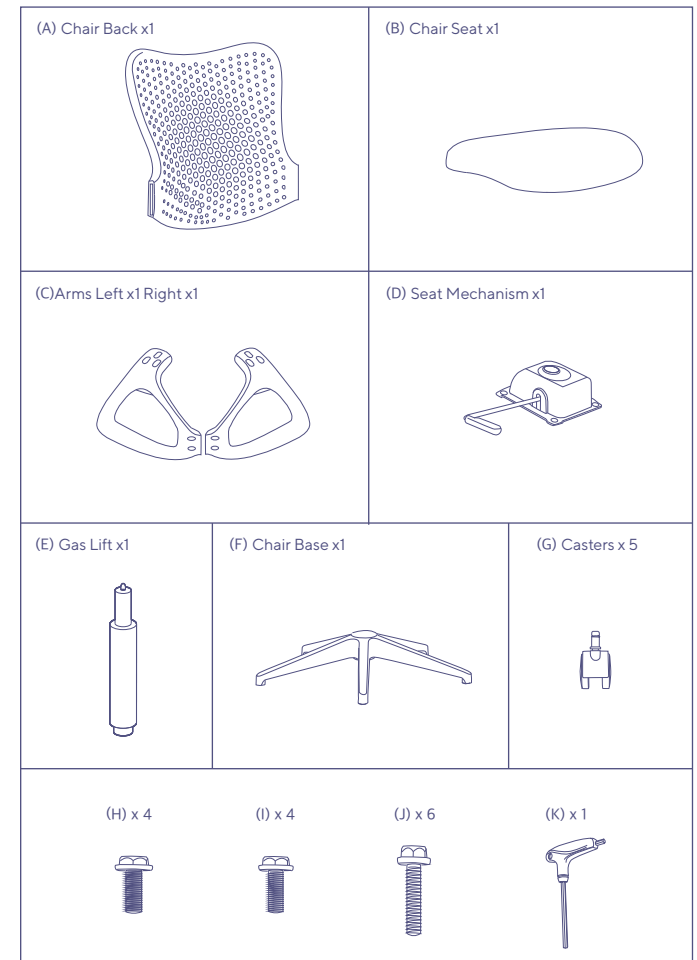 (A) Chair Back x1
(B) Chair Seat x1
(C)Arms Left x1 Right x1
(D) Seat Mechanism x1
(E) Gas Lift x1
(F) Chair Base x1
(G) Casters x 5
(H) x 4
(I) x 4
(J) x 6
(K) x 1